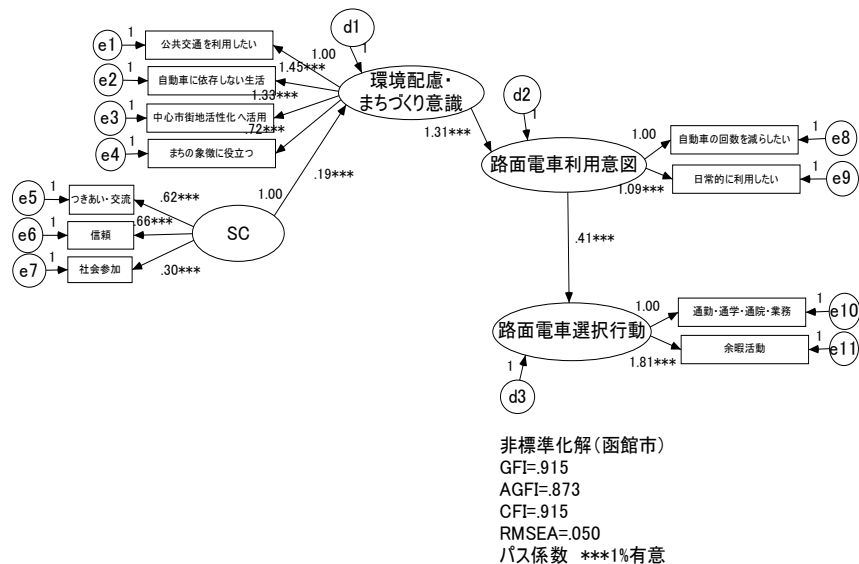 d1
1
e1
1
公共交通を利用したい
1.00
e2
1
自動車に依存しない生活
1.45***
環境配慮・
まちづくり意識
e3
1
中心市街地活性化へ活用
1.33***
e4
1
まちの象徴に役立つ
.72***
d2
1
1.31***
路面電車利用意図
1.00
自動車の回数を減らしたい
1
e8
1.09***
日常的に利用したい
1
e9
e5
1
つきあい・交流
.62***
1.00
.19***
e6
1
信頼
.66***
SC
e7
1
社会参加
.30***
.41***
路面電車選択行動
1.00
通勤・通学・通院・業務
1
e10
1.81***
余暇活動
1
e11
1
d3
非標準化解(函館市)
GFI=.915
AGFI=.873
CFI=.915
RMSEA=.050
パス係数 ***1%有意